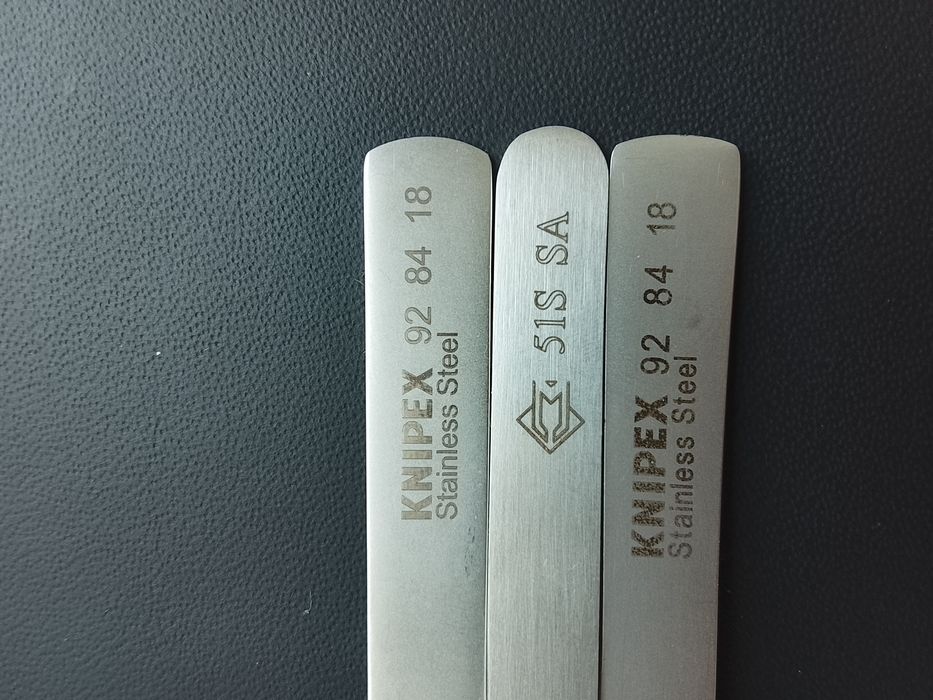 KNIPEX 92 84 18
Stainless Steel
51S SA
KNIPEX 92 84 18
Stainless Steel